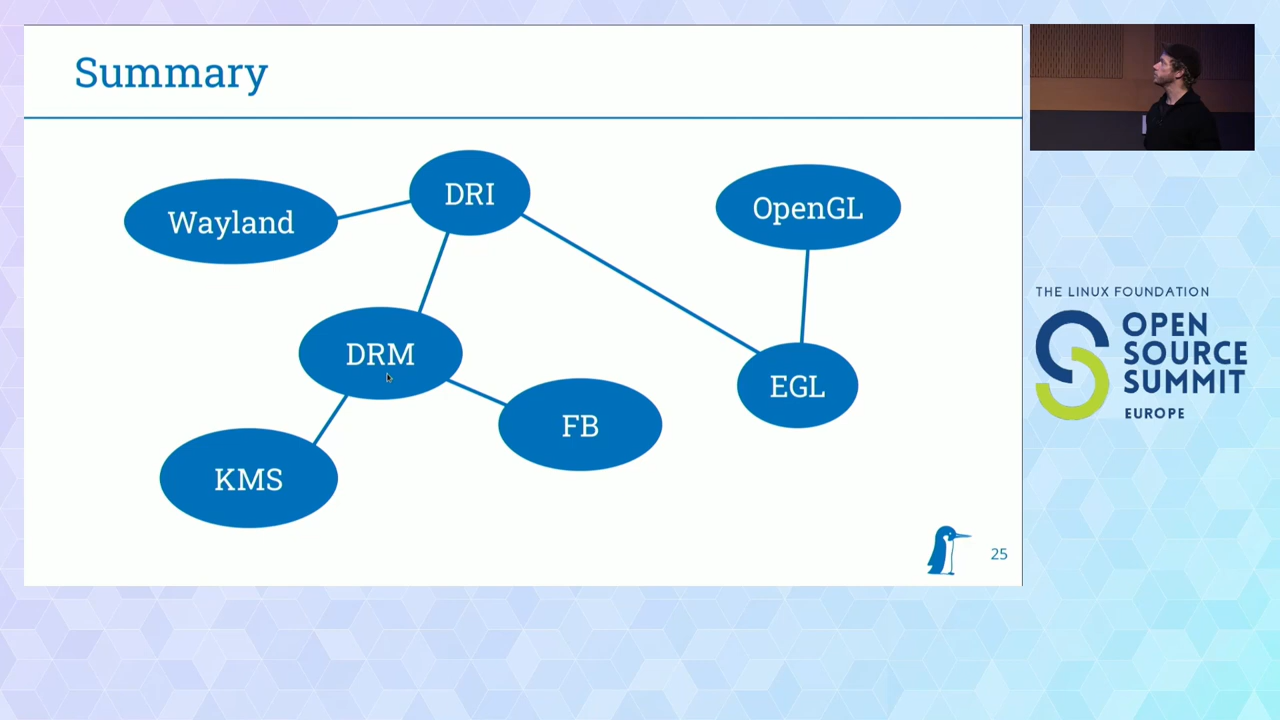 Summary
Wayland
DRI
OpenGL
DRM
EGL
FB
KMS
25
THE LINUX FOUNDATION
OPEN
SOURCE
SUMMIT
EUROPE